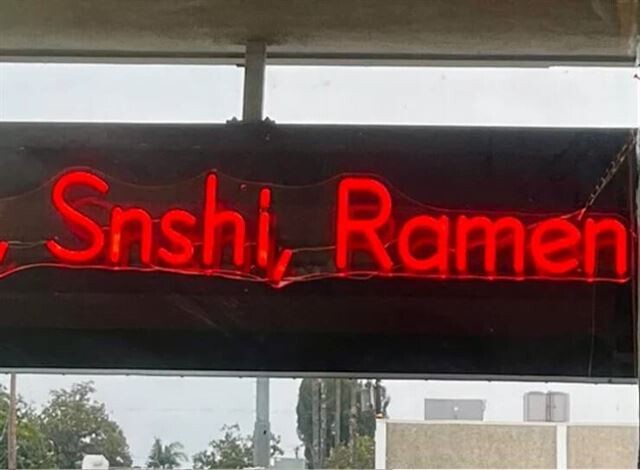 , Snshi, Ramen